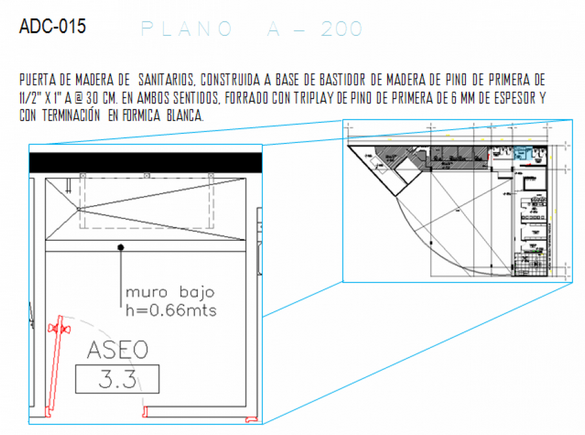 ADC-015
PLANO A - 200
PUERTA DE MADERA DE SANITARIOS, CONSTRUIDA A BASE DE BASTIDOR DE MADERA DE PINO DE PRIMERA DE
11/2" X 1" A @ 30 CM. EN AMBOS SENTIDOS, FORRADO CON TRIPLAY DE PINO DE PRIMERA DE 6 MM DE ESPESOR Y
CON TERMINACIÓN EN FORMICA BLANCA.
muro bajo
h=0.66mts
ASEO
3.3